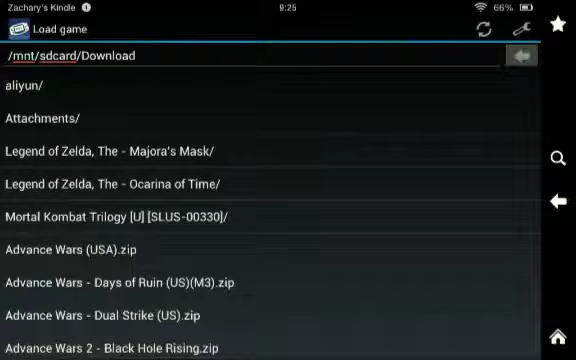 Zachary's Kindle 1 9:25 66%
Load game
/mnt/sdcard/Download
aliyun/
Attachments/
Legend of Zelda, The - Majora's Mask/
Legend of Zelda, The - Ocarina of Time/
Mortal Kombat Trilogy [U] [SLUS-00330]/
Advance Wars (USA).zip
Advance Wars - Days of Ruin (US)(M3).zip
Advance Wars - Dual Strike (US).zip
Advance Wars 2 - Black Hole Rising.zip